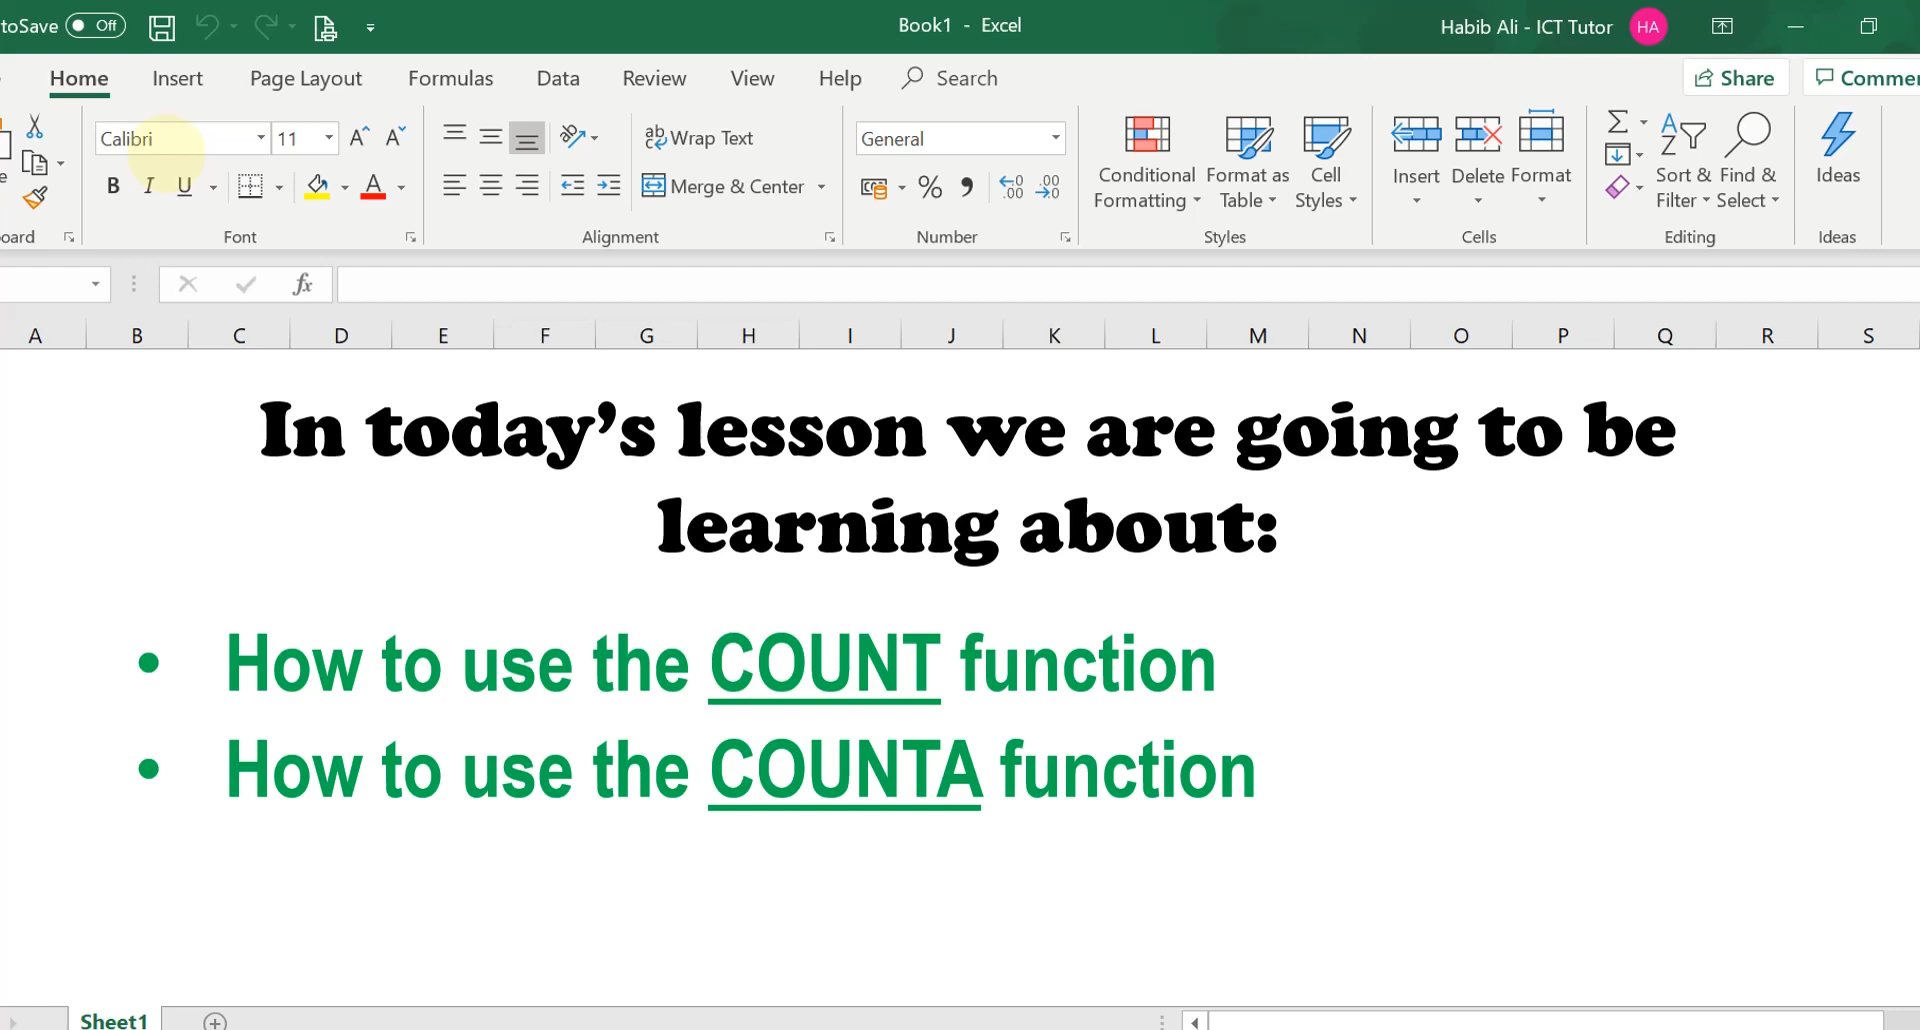 toSave Off Book1 - Excel Habib Ali - ICT Tutor HA
Home Insert Page Layout Formulas Data Review View Help Search Share Commen
Calibri 11 A A ab Wrap Text General
B I U A Merge & Center % , .00 .00
Conditional Formatting
Format as Table
Cell Styles
Insert Delete Format
Σ
A Z
Sort & Filter
Find & Select
Ideas
oard Font Alignment Number Styles Cells Editing Ideas
fx
A B C D E F G H I J K L M N O P Q R S
In today’s lesson we are going to be
learning about:
• How to use the COUNT function
• How to use the COUNTA function
Sheet1